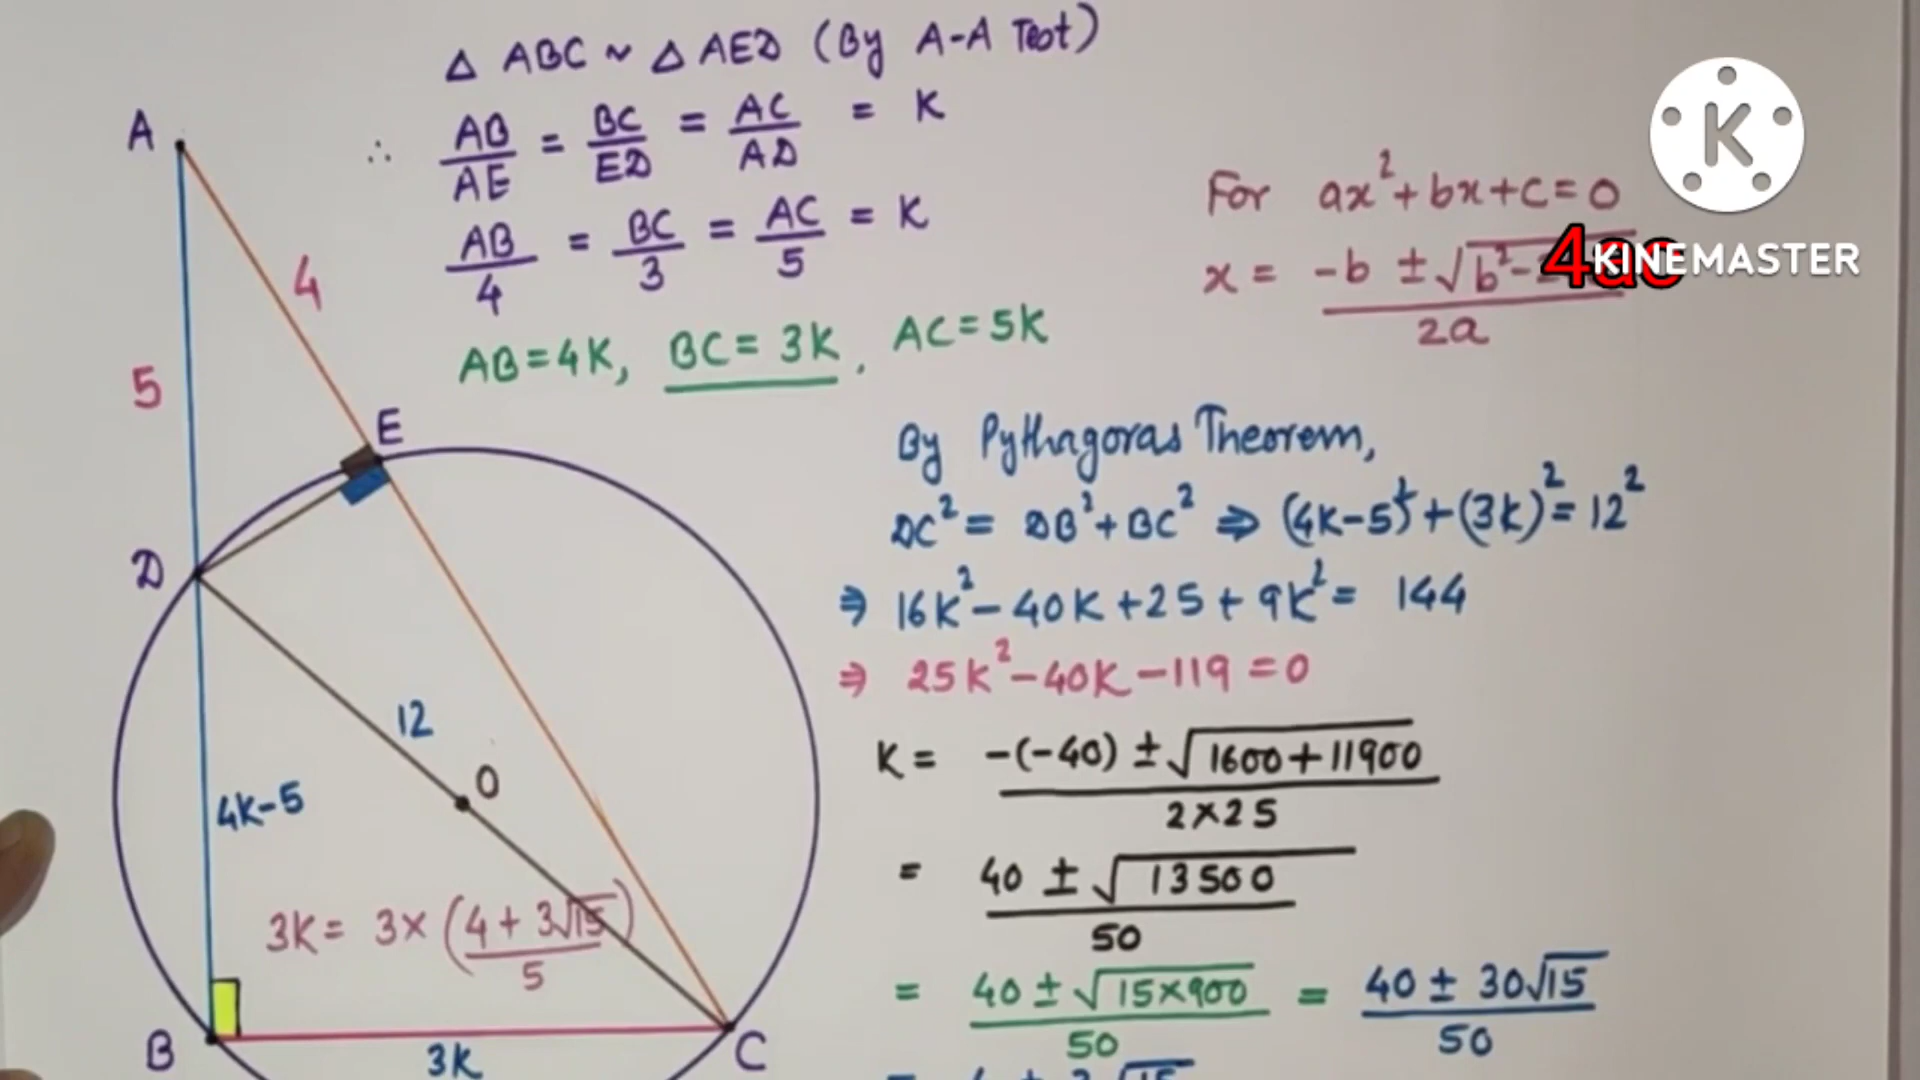 △ ABC ~ △ AED (By A-A Test)
∴ AB/AE = BC/ED = AC/AD = K
AB/4 = BC/3 = AC/5 = K
AB=4K, BC=3K, AC=5K
For ax²+bx+c=0
x = (-b ±√b²-4ac)/2a
K
KINEMASTER
A
4
5
E
D
12
O
4K-5
3K = 3×(4+3√15/5)
B
3K
C
By Pythagoras Theorem,
DC² = DB²+BC² ⇒ (4K-5)²+(3K)²=12²
⇒ 16K²-40K+25+9K²= 144
⇒ 25K²-40K-119=0
K = (-(-40) ±√1600+11900)/(2×25)
= (40 ±√13500)/50
= (40 ±√15×900)/50 = (40 ± 30√15)/50